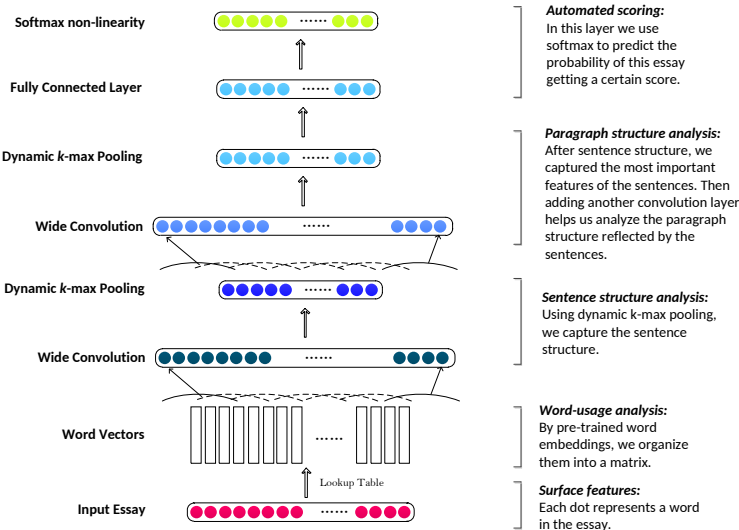 Softmax non-linearity
......
Automated scoring:
In this layer we use
softmax to predict the
probability of this essay
getting a certain score.
Fully Connected Layer
......
Dynamic k-max Pooling
......
Paragraph structure analysis:
After sentence structure, we
captured the most important
features of the sentences. Then
adding another convolution layer
helps us analyze the paragraph
structure reflected by the
sentences.
Wide Convolution
......
Dynamic k-max Pooling
......
Sentence structure analysis:
Using dynamic k-max pooling,
we capture the sentence
structure.
Wide Convolution
......
Word Vectors
......
Word-usage analysis:
By pre-trained word
embeddings, we organize
them into a matrix.
Lookup Table
Input Essay
......
Surface features:
Each dot represents a word
in the essay.